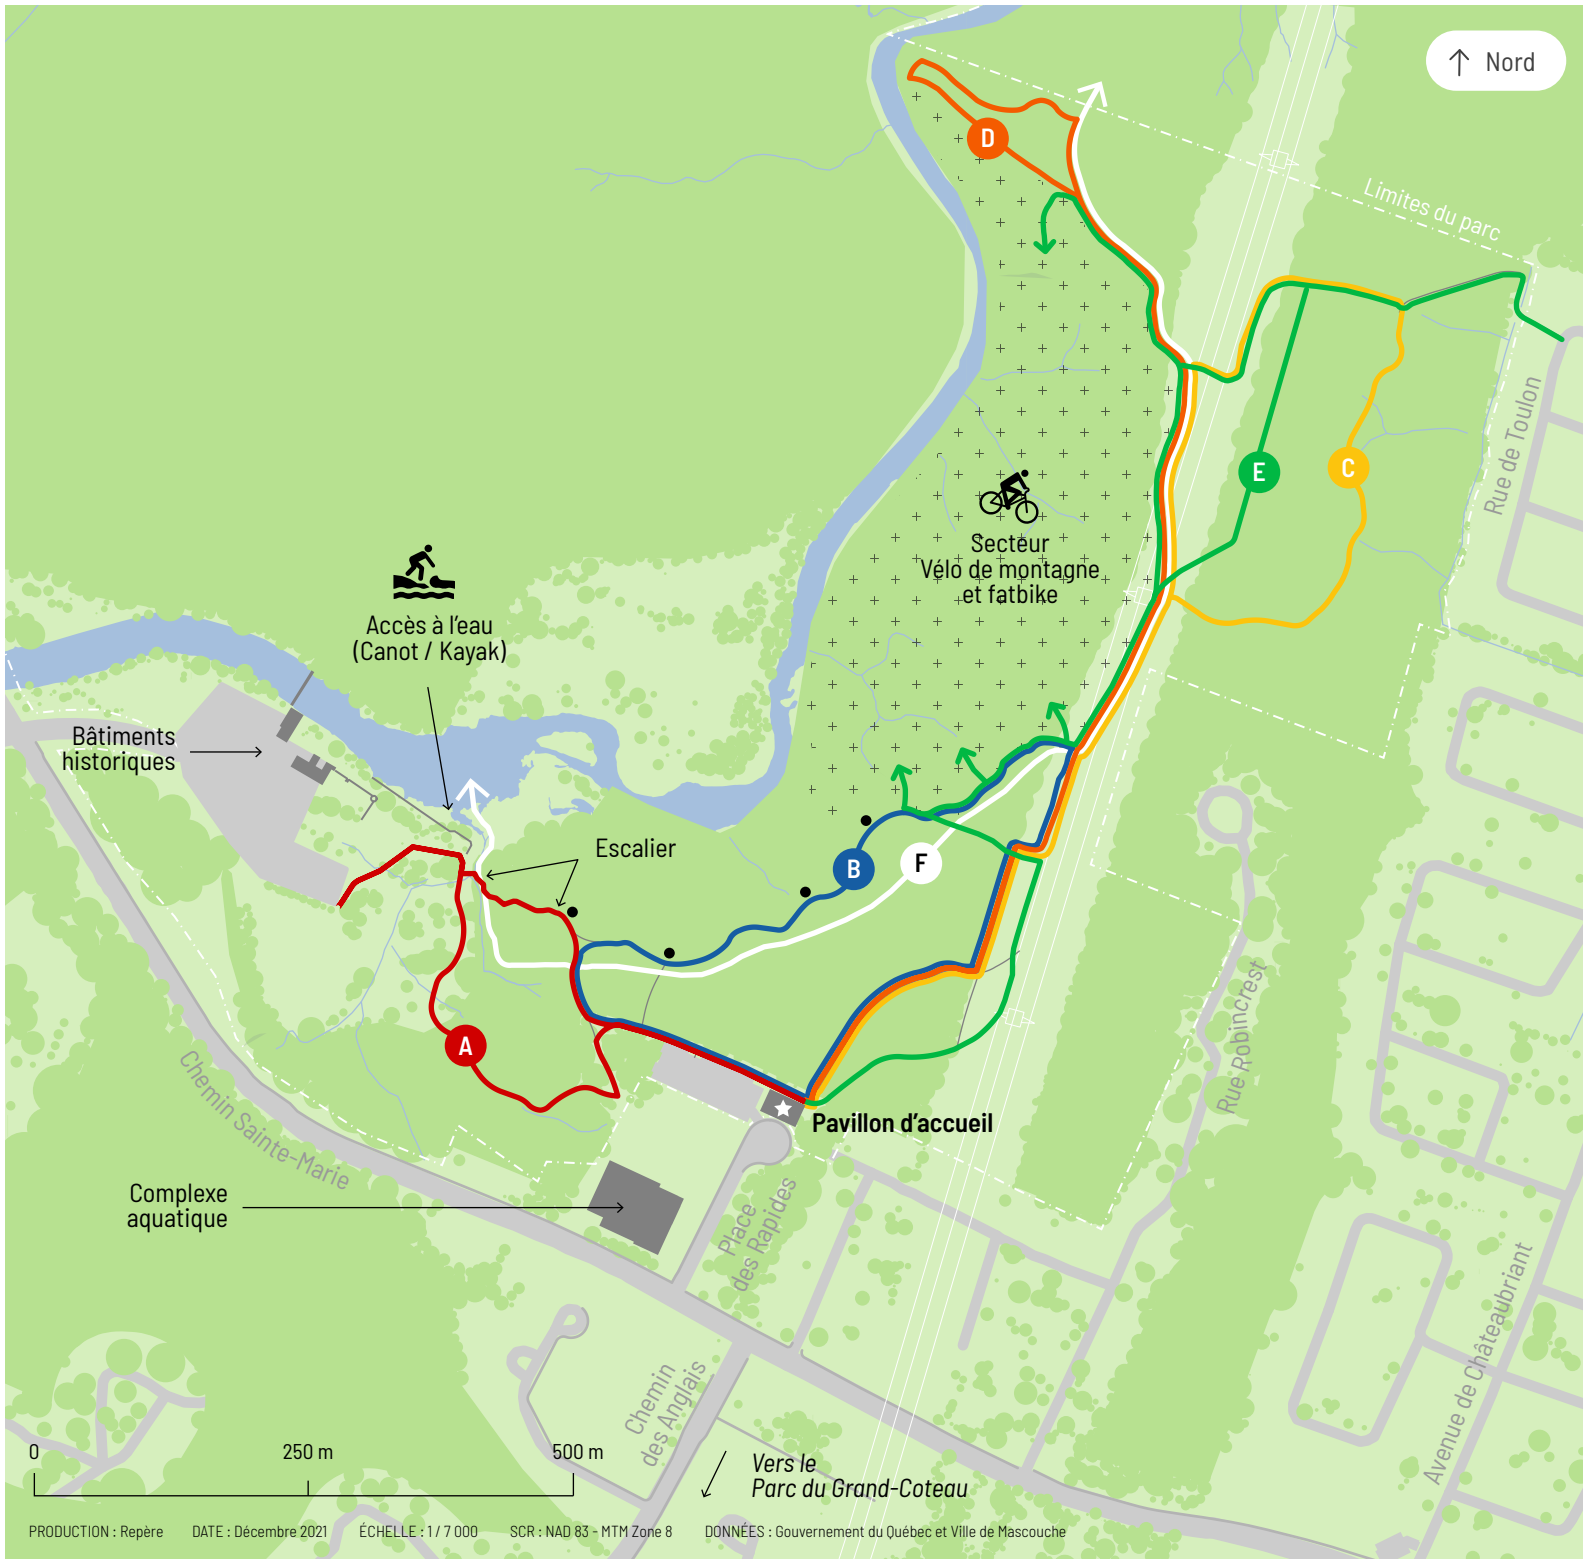 ↑ Nord
D
Limites du parc
E
C
Rue de Toulon
Secteur
Vélo de montagne
et fatbike
Accès à l'eau
(Canot / Kayak)
Bâtiments
historiques
Escalier
B
F
A
Rue Robincrest
Pavillon d'accueil
Chemin Sainte-Marie
Complexe
aquatique
Place
des Rapides
Avenue de Châteaubriant
Chemin
des Anglais
0
250 m
500 m
Vers le
Parc du Grand-Coteau
PRODUCTION : Repère DATE : Décembre 2021 ÉCHELLE : 1 / 7 000 SCR : NAD 83 - MTM Zone 8 DONNÉES : Gouvernement du Québec et Ville de Mascouche